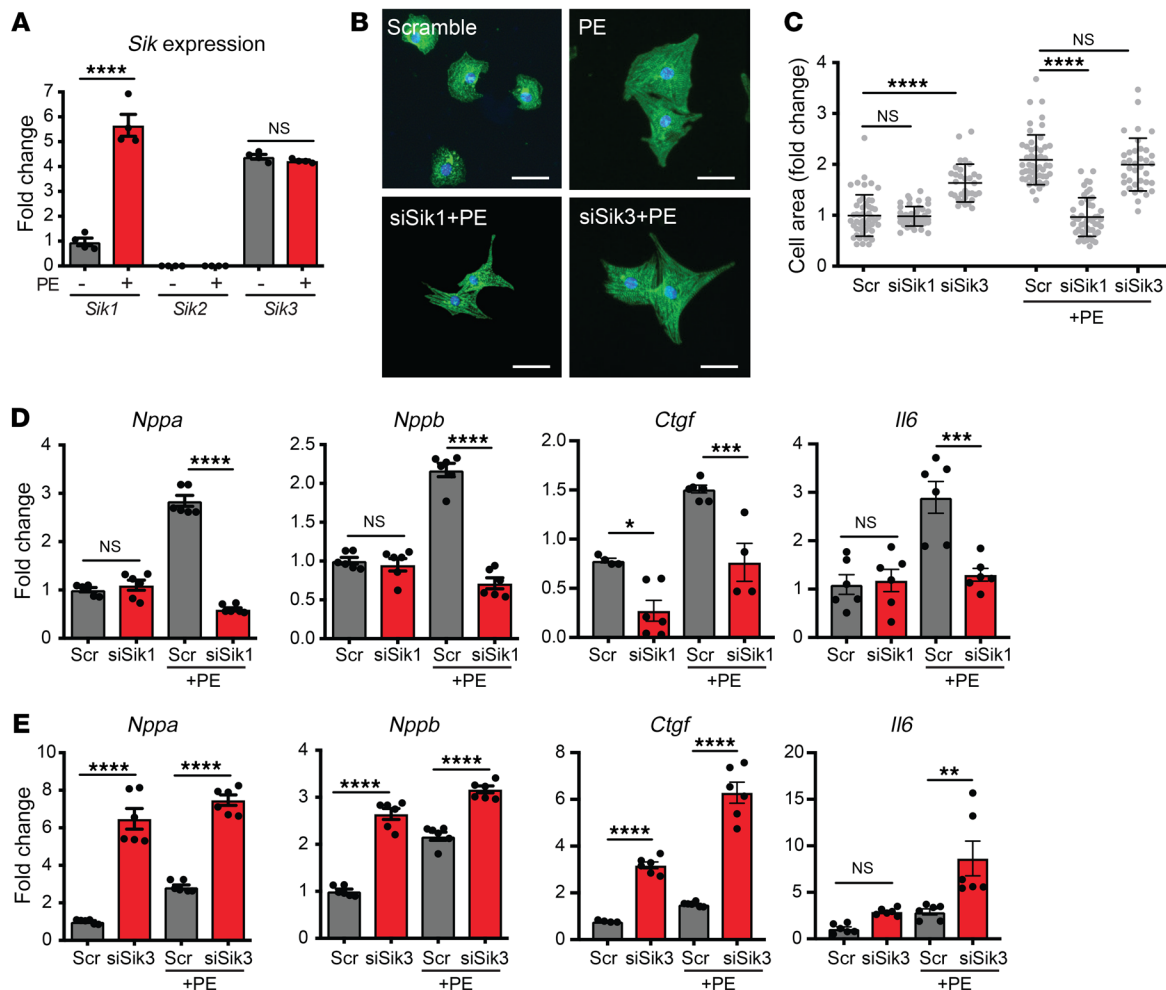 A
Sik expression
****
NS
Fold change
7
6
5
4
3
2
1
0
PE
- + - + - +
Sik1 Sik2 Sik3
B
Scramble
PE
siSik1+PE
siSik3+PE
C
NS
****
****
NS
Cell area (fold change)
4
3
2
1
0
Scr siSik1 siSik3 Scr siSik1 siSik3
+PE
D
Nppa
****
NS
Fold change
4
3
2
1
0
Scr siSik1 Scr siSik1
+PE
Nppb
****
NS
2.5
2.0
1.5
1.0
0.5
0.0
Scr siSik1 Scr siSik1
+PE
Ctgf
***
*
2.0
1.5
1.0
0.5
0.0
Scr siSik1 Scr siSik1
+PE
Il6
***
NS
4
3
2
1
0
Scr siSik1 Scr siSik1
+PE
E
Nppa
**** ****
Fold change
10
8
6
4
2
0
Scr siSik3 Scr siSik3
+PE
Nppb
****
****
4
3
2
1
0
Scr siSik3 Scr siSik3
+PE
Ctgf
****
****
8
6
4
2
0
Scr siSik3 Scr siSik3
+PE
Il6
**
NS
20
15
10
5
0
Scr siSik3 Scr siSik3
+PE